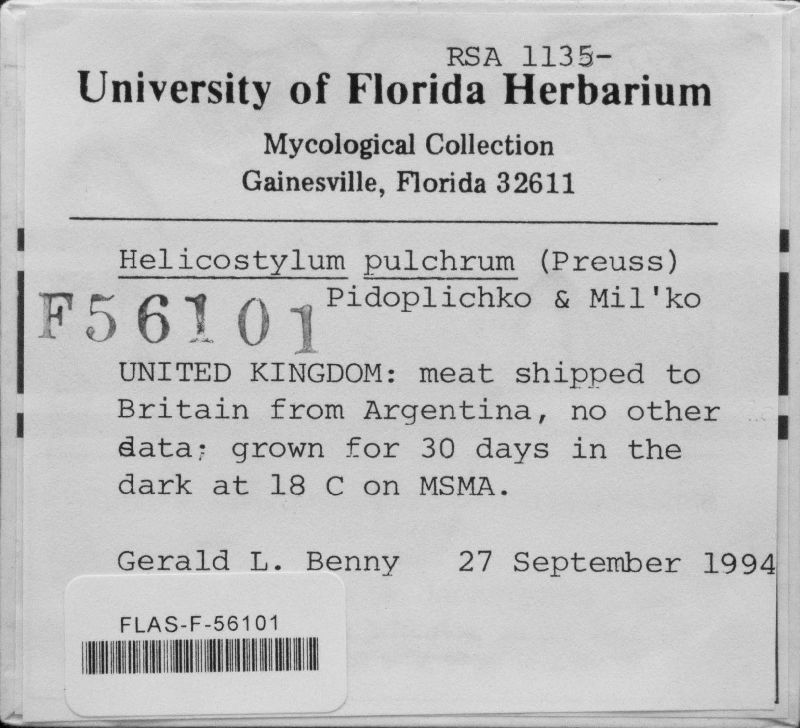 RSA 1135-
University of Florida Herbarium
Mycological Collection
Gainesville, Florida 32611
Helicostylum pulchrum (Preuss)
Pidoplichko & Mil'ko
F56101
UNITED KINGDOM: meat shipped to
Britain from Argentina, no other
data; grown for 30 days in the
dark at 18 C on MSMA.
Gerald L. Benny 27 September 1994
FLAS-F-56101